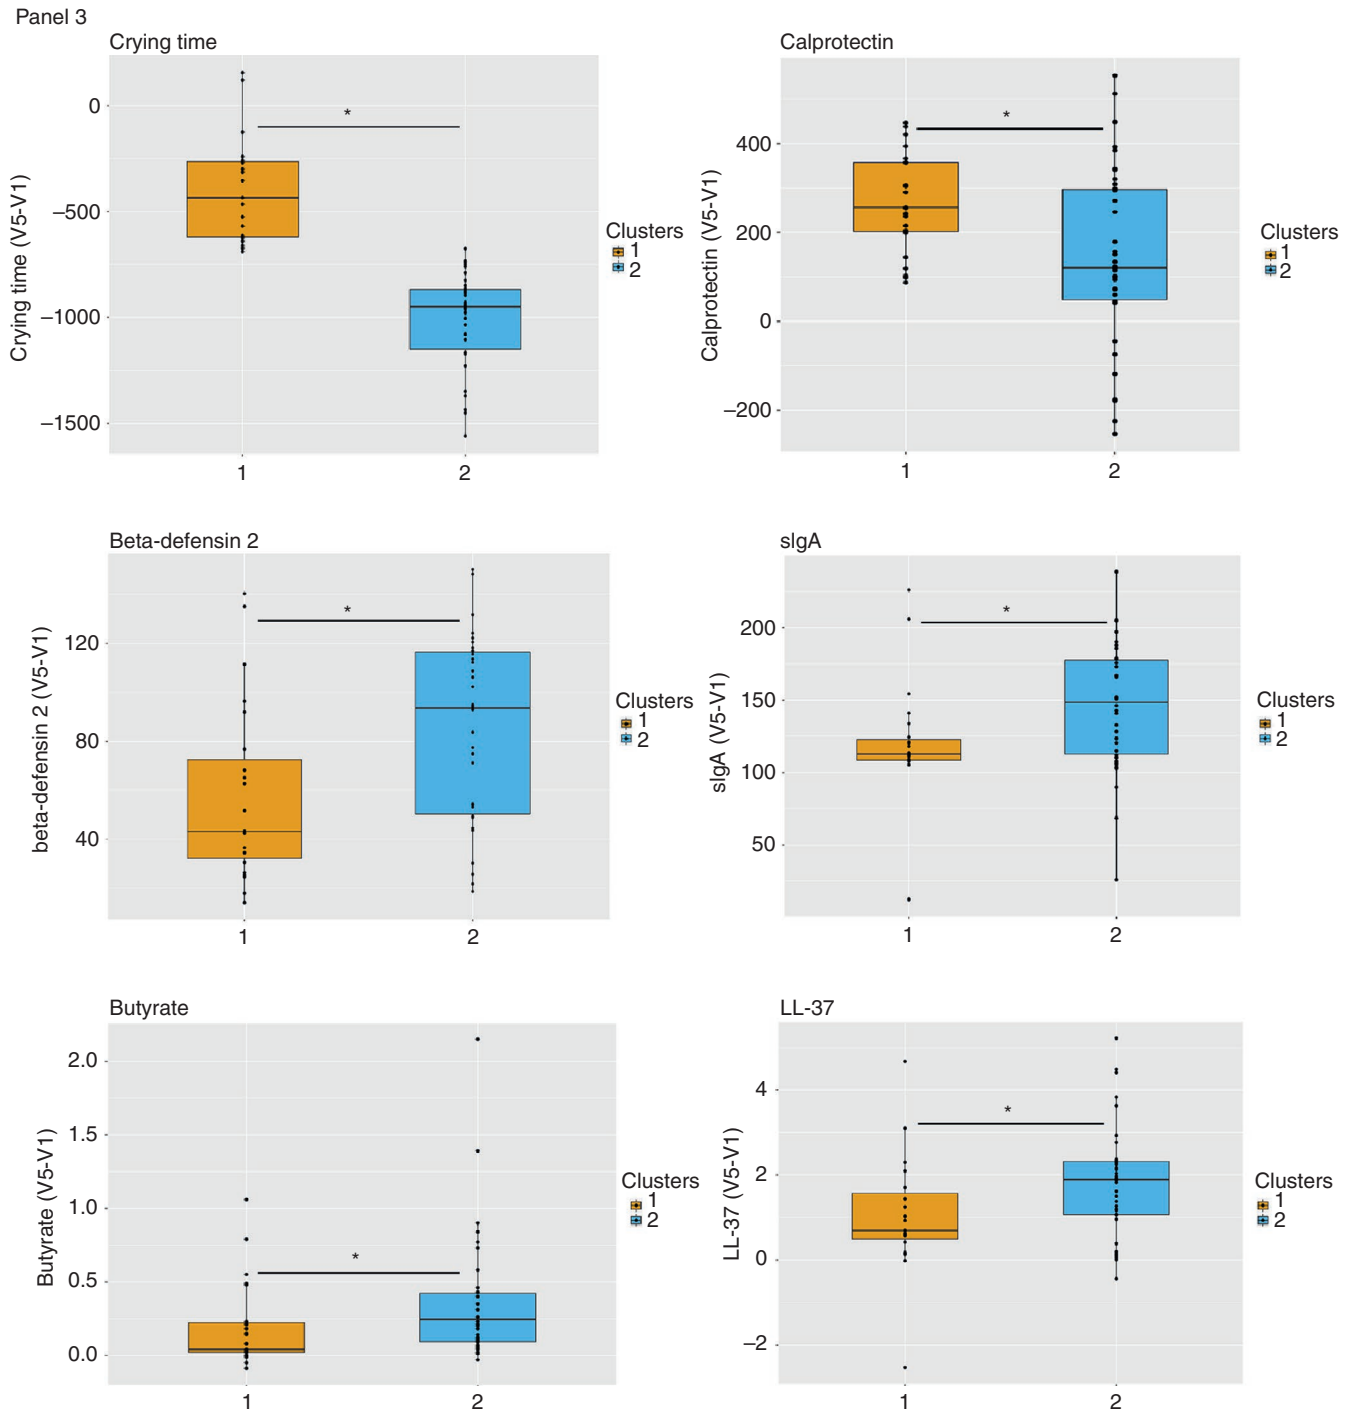 Panel 3
Crying time
Crying time (V5-V1)
0
–500
–1000
–1500
*
1
2
Clusters
1
2
Calprotectin
Calprotectin (V5-V1)
400
200
0
–200
*
1
2
Clusters
1
2
Beta-defensin 2
beta-defensin 2 (V5-V1)
120
80
40
*
1
2
Clusters
1
2
sIgA
sIgA (V5-V1)
200
150
100
50
*
1
2
Clusters
1
2
Butyrate
Butyrate (V5-V1)
2.0
1.5
1.0
0.5
0.0
*
1
2
Clusters
1
2
LL-37
LL-37 (V5-V1)
4
2
0
–2
*
1
2
Clusters
1
2